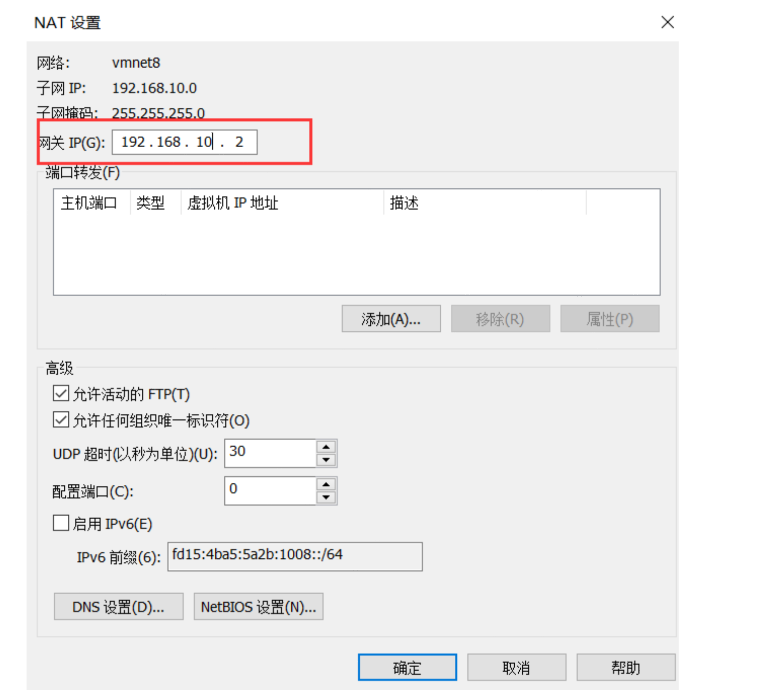 NAT 设置
网络: vmnet8
子网 IP: 192.168.10.0
子网掩码: 255.255.255.0
网关 IP(G): 192 . 168 . 10 . 2
端口转发(F)
主机端口 类型 虚拟机 IP 地址 描述
添加(A)... 移除(R) 属性(P)
高级
允许活动的 FTP(T)
允许任何组织唯一标识符(O)
UDP 超时(以秒为单位)(U): 30
配置端口(C): 0
启用 IPv6(E)
IPv6 前缀(6): fd15:4ba5:5a2b:1008::/64
DNS 设置(D)... NetBIOS 设置(N)...
确定 取消 帮助